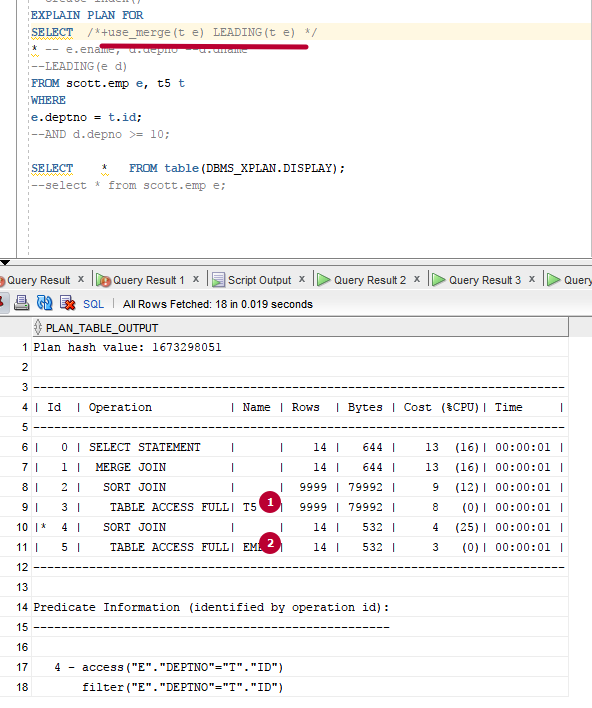 EXPLAIN PLAN FOR
SELECT /*+use_merge(t e) LEADING(t e) */
* -- e.ename, d.depno --d.dname
--LEADING(e d)
FROM scott.emp e, t5 t
WHERE
e.deptno = t.id;
--AND d.depno >= 10;
SELECT * FROM table(DBMS_XPLAN.DISPLAY);
--select * from scott.emp e;
Query Result x Query Result 1 x Script Output x Query Result 2 x Query Result 3 x Query
SQL | All Rows Fetched: 18 in 0.019 seconds
PLAN_TABLE_OUTPUT
1 Plan hash value: 1673298051
2
3 ---------------------------------------------------------------------------
4 | Id | Operation | Name | Rows | Bytes | Cost (%CPU)| Time |
5 ---------------------------------------------------------------------------
6 | 0 | SELECT STATEMENT | | 14 | 644 | 13 (16)| 00:00:01 |
7 | 1 | MERGE JOIN | | 14 | 644 | 13 (16)| 00:00:01 |
8 | 2 | SORT JOIN | | 9999 | 79992 | 9 (12)| 00:00:01 |
9 | 3 | TABLE ACCESS FULL| T5 1 | 9999 | 79992 | 8 (0)| 00:00:01 |
10 |* 4 | SORT JOIN | | 14 | 532 | 4 (25)| 00:00:01 |
11 | 5 | TABLE ACCESS FULL| EM 2 | 14 | 532 | 3 (0)| 00:00:01 |
12 ---------------------------------------------------------------------------
13
14 Predicate Information (identified by operation id):
15 ---------------------------------------------------
16
17 4 - access("E"."DEPTNO"="T"."ID")
18 filter("E"."DEPTNO"="T"."ID")